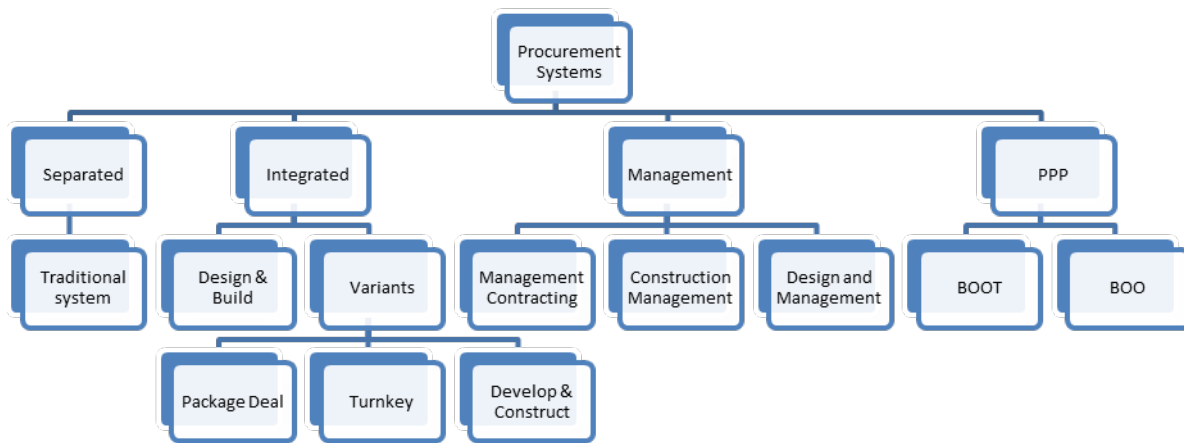 Procurement
Systems
Separated
Integrated
Management
PPP
Traditional
system
Design &
Build
Variants
Management
Contracting
Construction
Management
Design and
Management
BOOT
BOO
Package Deal
Turnkey
Develop &
Construct